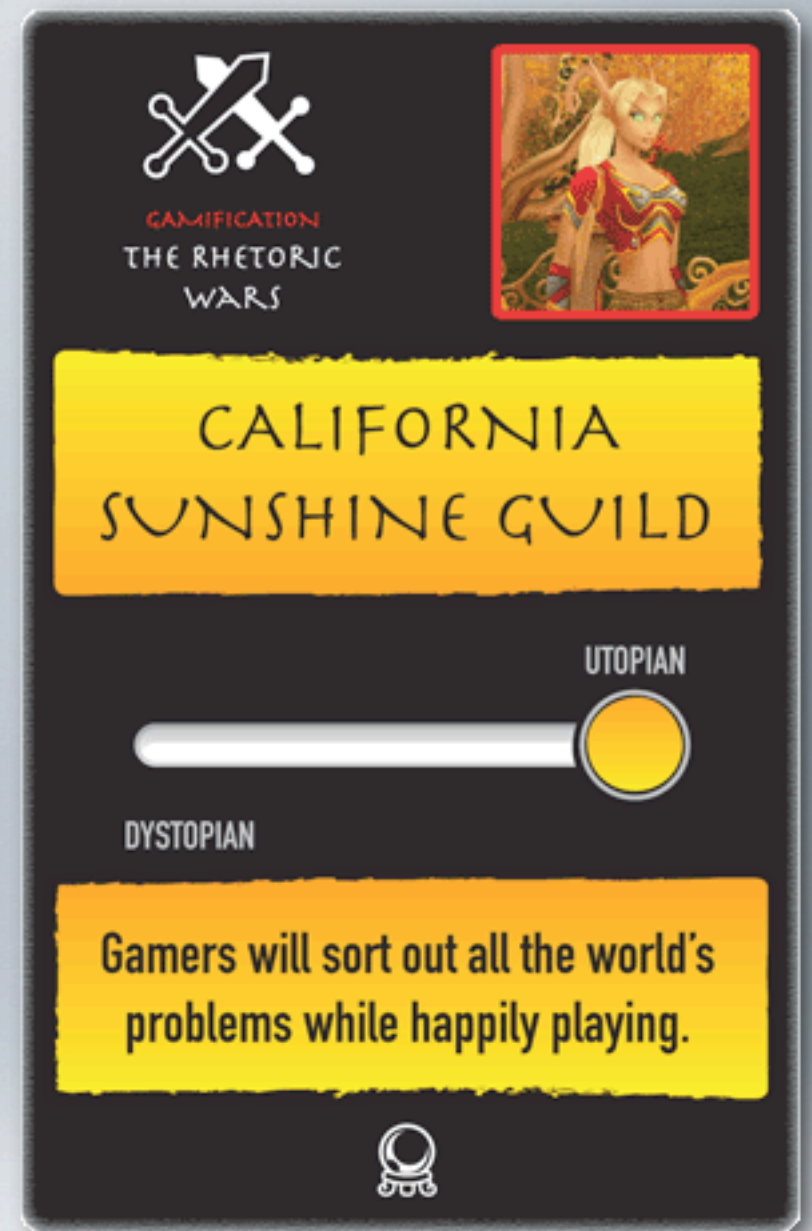 GAMIFICATION
THE RHETORIC
WARS
CALIFORNIA
SUNSHINE GUILD
UTOPIAN
DYSTOPIAN
Gamers will sort out all the world's
problems while happily playing.